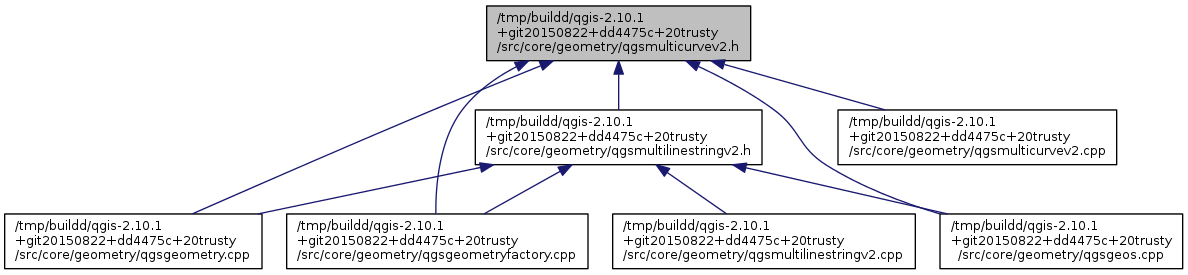 /tmp/buildd/qgis-2.10.1
+git20150822+dd4475c+20trusty
/src/core/geometry/qgsmulticurvev2.h
/tmp/buildd/qgis-2.10.1
+git20150822+dd4475c+20trusty
/src/core/geometry/qgsmultilinestringv2.h
/tmp/buildd/qgis-2.10.1
+git20150822+dd4475c+20trusty
/src/core/geometry/qgsmulticurvev2.cpp
/tmp/buildd/qgis-2.10.1
+git20150822+dd4475c+20trusty
/src/core/geometry/qgsgeometry.cpp
/tmp/buildd/qgis-2.10.1
+git20150822+dd4475c+20trusty
/src/core/geometry/qgsgeometryfactory.cpp
/tmp/buildd/qgis-2.10.1
+git20150822+dd4475c+20trusty
/src/core/geometry/qgsmultilinestringv2.cpp
/tmp/buildd/qgis-2.10.1
+git20150822+dd4475c+20trusty
/src/core/geometry/qgsgeos.cpp